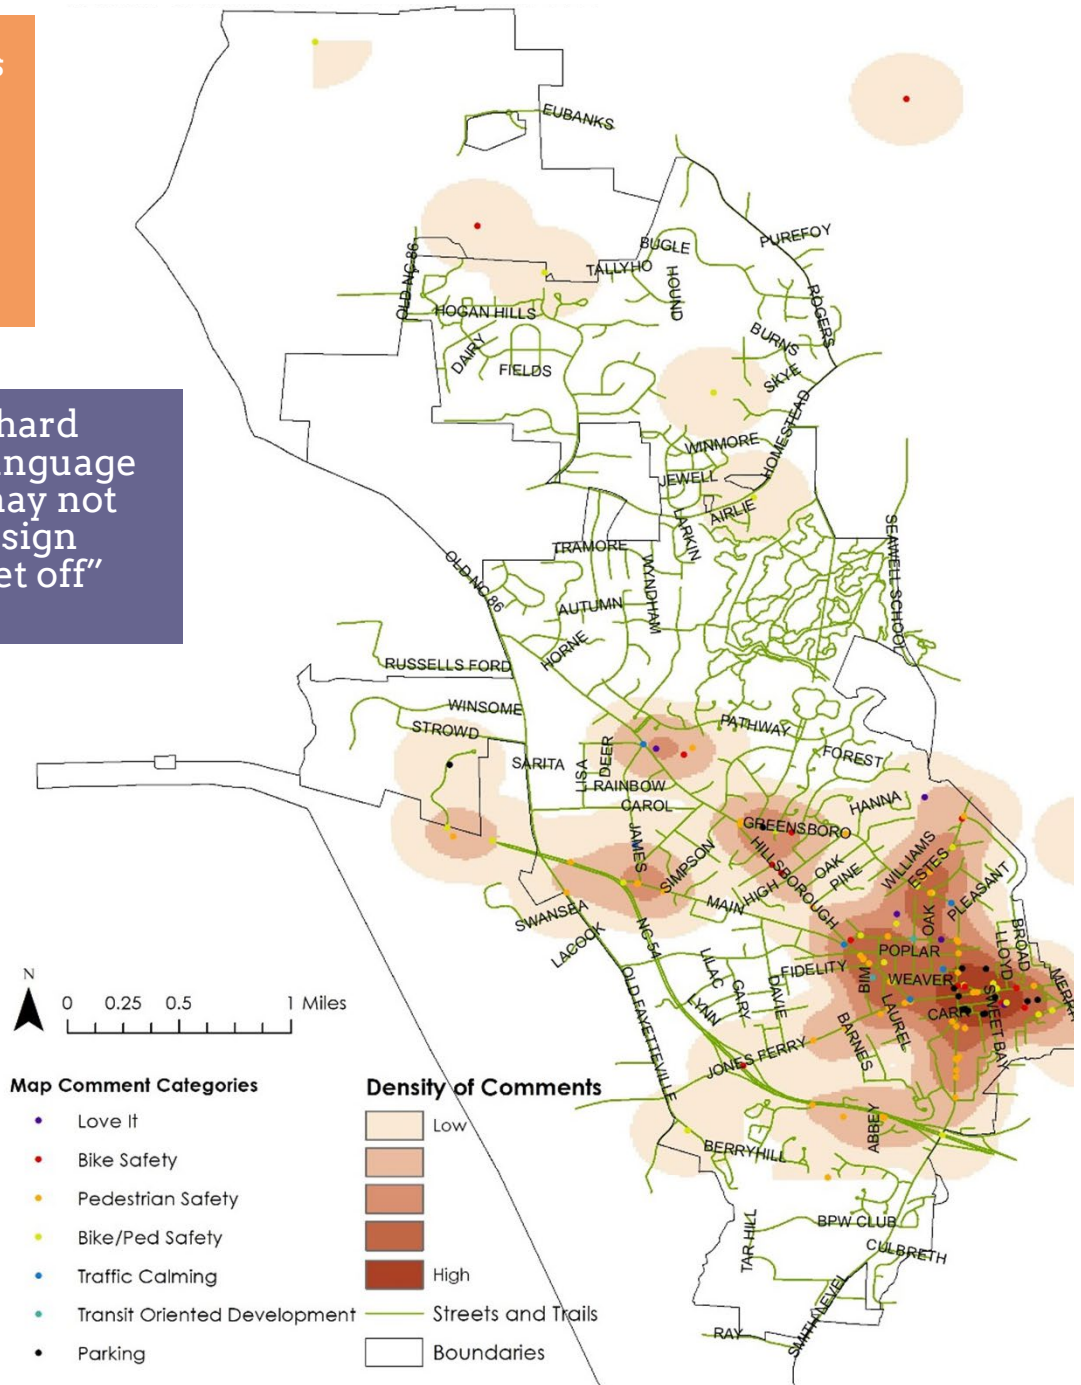 s
hard
nguage
nay not
sign
et off”
EUBANKS
PUREFOY
BUGLE
TALLYHO
HOUND
OLD NC 86
ROGERS
HOGAN HILLS
BURNS
DAIRY
FIELDS
SKYE
HOMESTEAD
WINMORE
JEWELL
AIRLIE
LARKIN
SEAWELL SCHOOL
TRAMORE
OLD NC 86
WYNDHAM
AUTUMN
HORNE
RUSSELLS FORD
WINSOME
STROWD
PATHWAY
SARITA
LISA
DEER
FOREST
RAINBOW
CAROL
HANNA
GREENSBORO
JAMES
SIMPSON
HILLSBOROUGH
OAK
PINE
WILLIAMS
ESTES
PLEASANT
MAIN
HIGH
SWANSEA
LACOCK
NC 54
OAK
BROAD
LLOYD
POPLAR
FIDELITY
BIM
WEAVER
LILAC
GARY
DAVIE
LYNN
OLD FAYETTEVILLE
LAUREL
CARR
SWEET BAY
MERRI
BARNES
JONES FERRY
ABBEY
BERRYHILL
TAR HILL
BPW CLUB
CULBRETH
SMITH LEVEL
RAY
N
0 0.25 0.5 1 Miles
Map Comment Categories
Love It
Bike Safety
Pedestrian Safety
Bike/Ped Safety
Traffic Calming
Transit Oriented Development
Parking
Density of Comments
Low
High
Streets and Trails
Boundaries